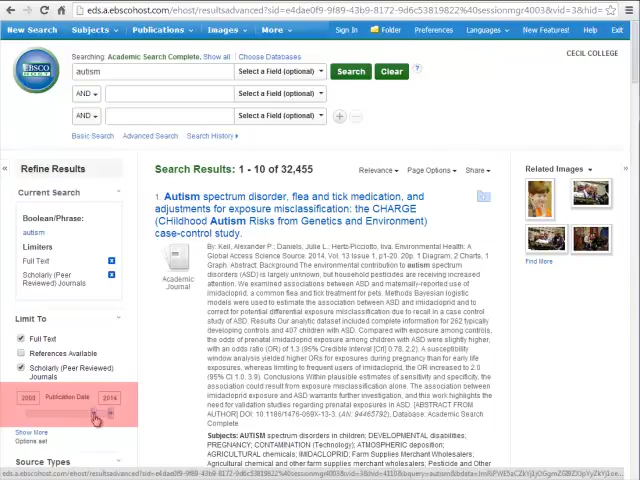 eds.a.ebscohost.com/ehost/resultsadvanced?sid=e4dae0f9-9f89-43b9-8172-9d6c53819822%40sessionmgr4003&vid=3&hid=
New Search Subjects Publications Images More Sign In Folder Preferences Languages New Features! Help Exit
Searching: Academic Search Complete, Show all Choose Databases
CECIL COLLEGE
EBSCO
HOST
autism Select a Field (optional) Search Clear ?
AND Select a Field (optional)
AND Select a Field (optional)
Basic Search Advanced Search Search History
Refine Results
Current Search
Boolean/Phrase:
autism
Limiters
Full Text
Scholarly (Peer
Reviewed) Journals
Limit To
Full Text
References Available
Scholarly (Peer Reviewed)
Journals
Publication Date 2014
Show More
Options set
Source Types
Search Results: 1 - 10 of 32,455
Relevance Page Options Share
1. Autism spectrum disorder, flea and tick medication, and
adjustments for exposure misclassification: the CHARGE
(CHildhood Autism Risks from Genetics and Environment)
case-control study.
Academic
Journal
By: Keil, Alexander P.; Daniels, Julie L.; Hertz-Picciotto, Irva. Environmental Health: A
Global Access Science Source. 2014, Vol. 13 Issue 1, p1-20. 20p. 1 Diagram, 2 Charts, 1
Graph. Abstract: Background The environmental contribution to autism spectrum
disorders (ASD) is largely unknown, but household pesticides are receiving increased
attention. We examined associations between ASD and maternally-reported use of
imidacloprid, a common flea and tick treatment for pets. Methods Bayesian logistic
models were used to estimate the association between imidacloprid and ASD and to
correct for potential differential exposure misclassification due to recall in a case control
study of ASD. Results Our analytic dataset included complete information for 262 typically
developing controls and 407 children with ASD. Compared with exposure among controls,
the odds of prenatal imidacloprid exposure among children with ASD were slightly higher,
with an odds ratio (OR) of 1.3 (95% Credible Interval [CrI] 0.78, 2.2). A susceptibility
window analysis yielded higher ORs for exposures during pregnancy than for early life
exposures, whereas limiting to frequent users of imidacloprid, the OR increased to 2.0
(95% CI 1.0, 3.9). Conclusions Within plausible estimates of sensitivity and specificity, the
association could result from exposure misclassification alone. The association between
imidacloprid exposure and ASD warrants further investigation, and this work highlights the
need for validation studies regarding prenatal exposures in ASD. [ABSTRACT FROM
AUTHOR] DOI: 10.1186/1476-069X-13-3. (AN: 94465792), Database: Academic Search
Complete
Subjects: AUTISM spectrum disorders in children; DEVELOPMENTAL disabilities;
PREGNANCY; CONTAMINATION (Technology); ATMOSPHERIC deposition;
AGRICULTURAL chemicals; IMIDACLOPRID; Farm Supplies Merchant Wholesalers;
Agricultural chemical and other farm supplies merchant wholesalers; Pesticide and Other
Related Images
Find More